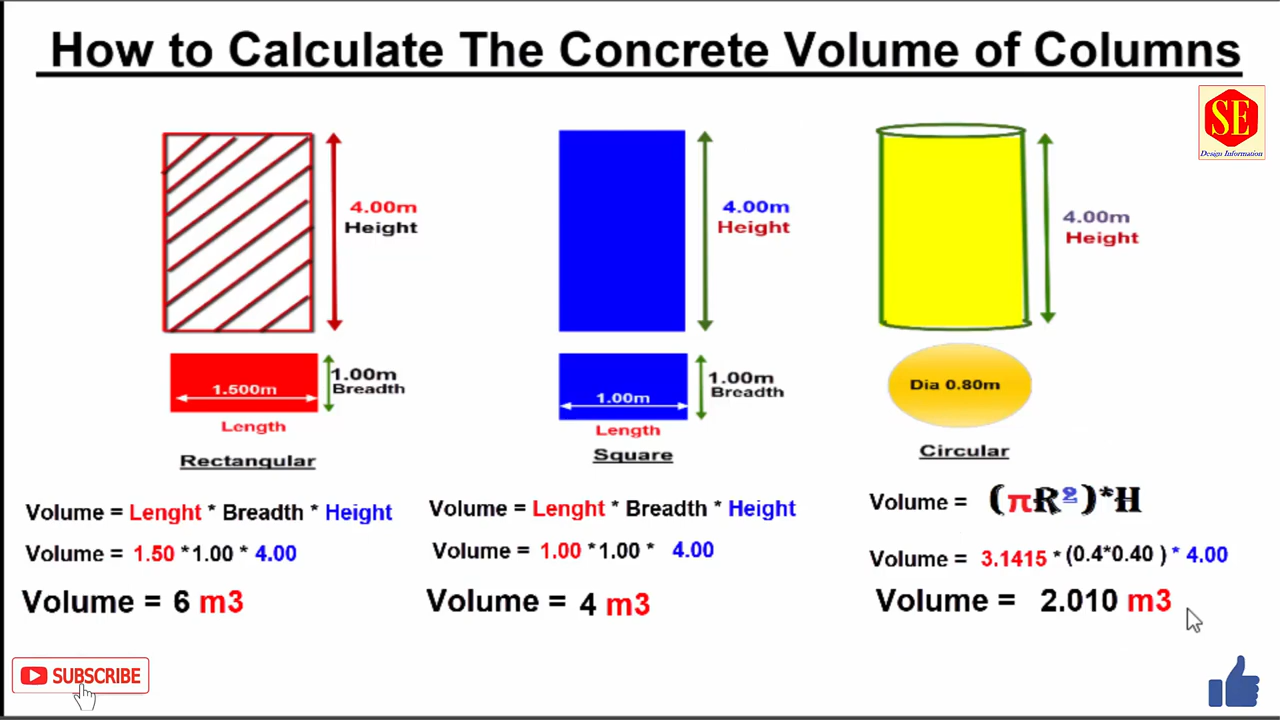 How to Calculate The Concrete Volume of Columns
SE
Design Information
4.00m
Height
1.500m
1.00m
Breadth
Length
Rectangular
Volume = Lenght * Breadth * Height
Volume = 1.50 *1.00 * 4.00
Volume = 6 m3
4.00m
Height
1.00m
1.00m
Breadth
Length
Square
Volume = Lenght * Breadth * Height
Volume = 1.00 *1.00 * 4.00
Volume = 4 m3
4.00m
Height
Dia 0.80m
Circular
Volume = (πR²)*H
Volume = 3.1415 * (0.4*0.40 ) * 4.00
Volume = 2.010 m3
SUBSCRIBE